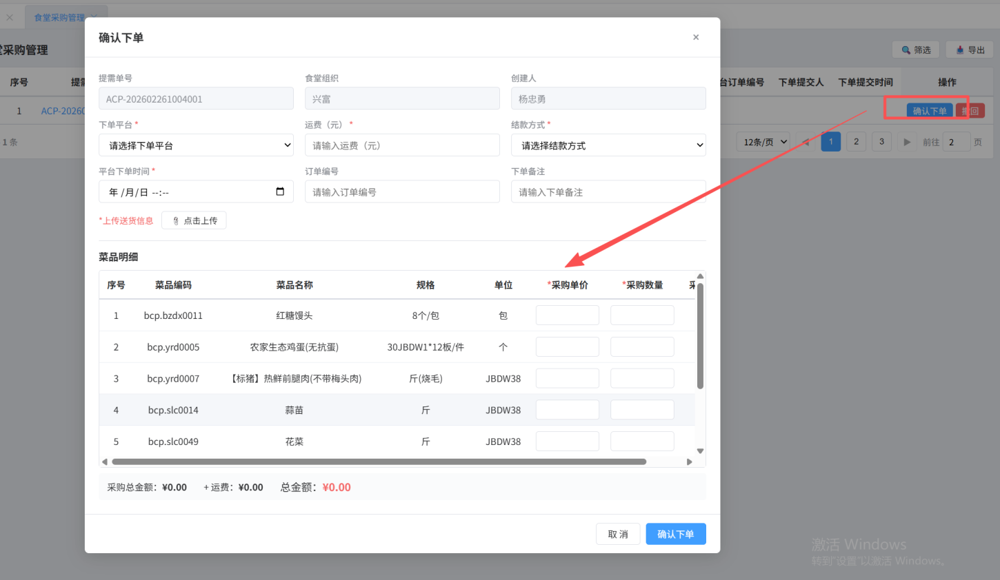 食堂采购管理
采购管理
筛选
导出
序号
提需
台订单编号
下单提交人
下单提交时间
操作
1
ACP-20260
确认下单
回
1 条
12条/页
1
2
3
前往
2
页
确认下单
×
提需单号
食堂组织
创建人
ACP-202602261004001
兴富
杨忠勇
下单平台 *
运费（元） *
结款方式 *
请选择下单平台
请输入运费（元）
请选择结款方式
平台下单时间 *
订单编号
下单备注
年 /月/日 --:--
请输入订单编号
请输入下单备注
*上传送货信息
点击上传
菜品明细
序号 菜品编码 菜品名称 规格 单位 *采购单价 *采购数量
1 bcp.bzdx0011 红糖馒头 8个/包 包
2 bcp.yrd0005 农家生态鸡蛋(无抗蛋) 30JBDW1*12板/件 个
3 bcp.yrd0007 【标猪】热鲜前腿肉(不带梅头肉) 斤(烧毛) JBDW38
4 bcp.slc0014 蒜苗 斤 JBDW38
5 bcp.slc0049 花菜 斤 JBDW38
采购总金额：¥0.00 + 运费：¥0.00 总金额：¥0.00
取 消
确认下单
激活 Windows
转到"设置"以激活 Windows。